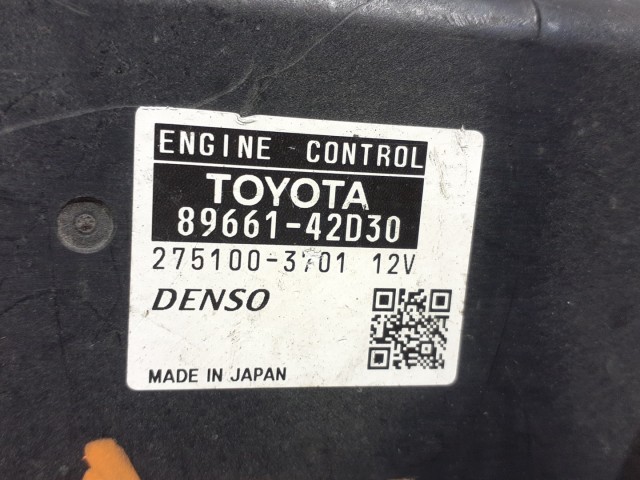 ENGINE CONTROL
TOYOTA
89661-42D30
275100-3701 12V
DENSO
MADE IN JAPAN